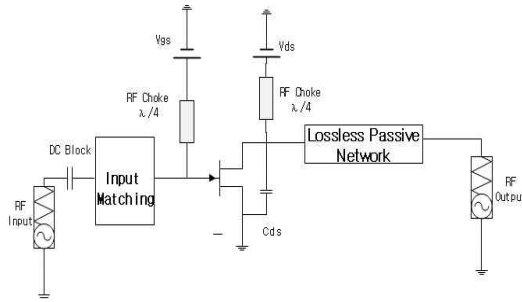 Vgs
Vds
RF Choke
λ/4
RF Choke
λ/4
DC Block
Lossless Passive
Network
Input
Matching
RF
Input
RF
Output
Cds